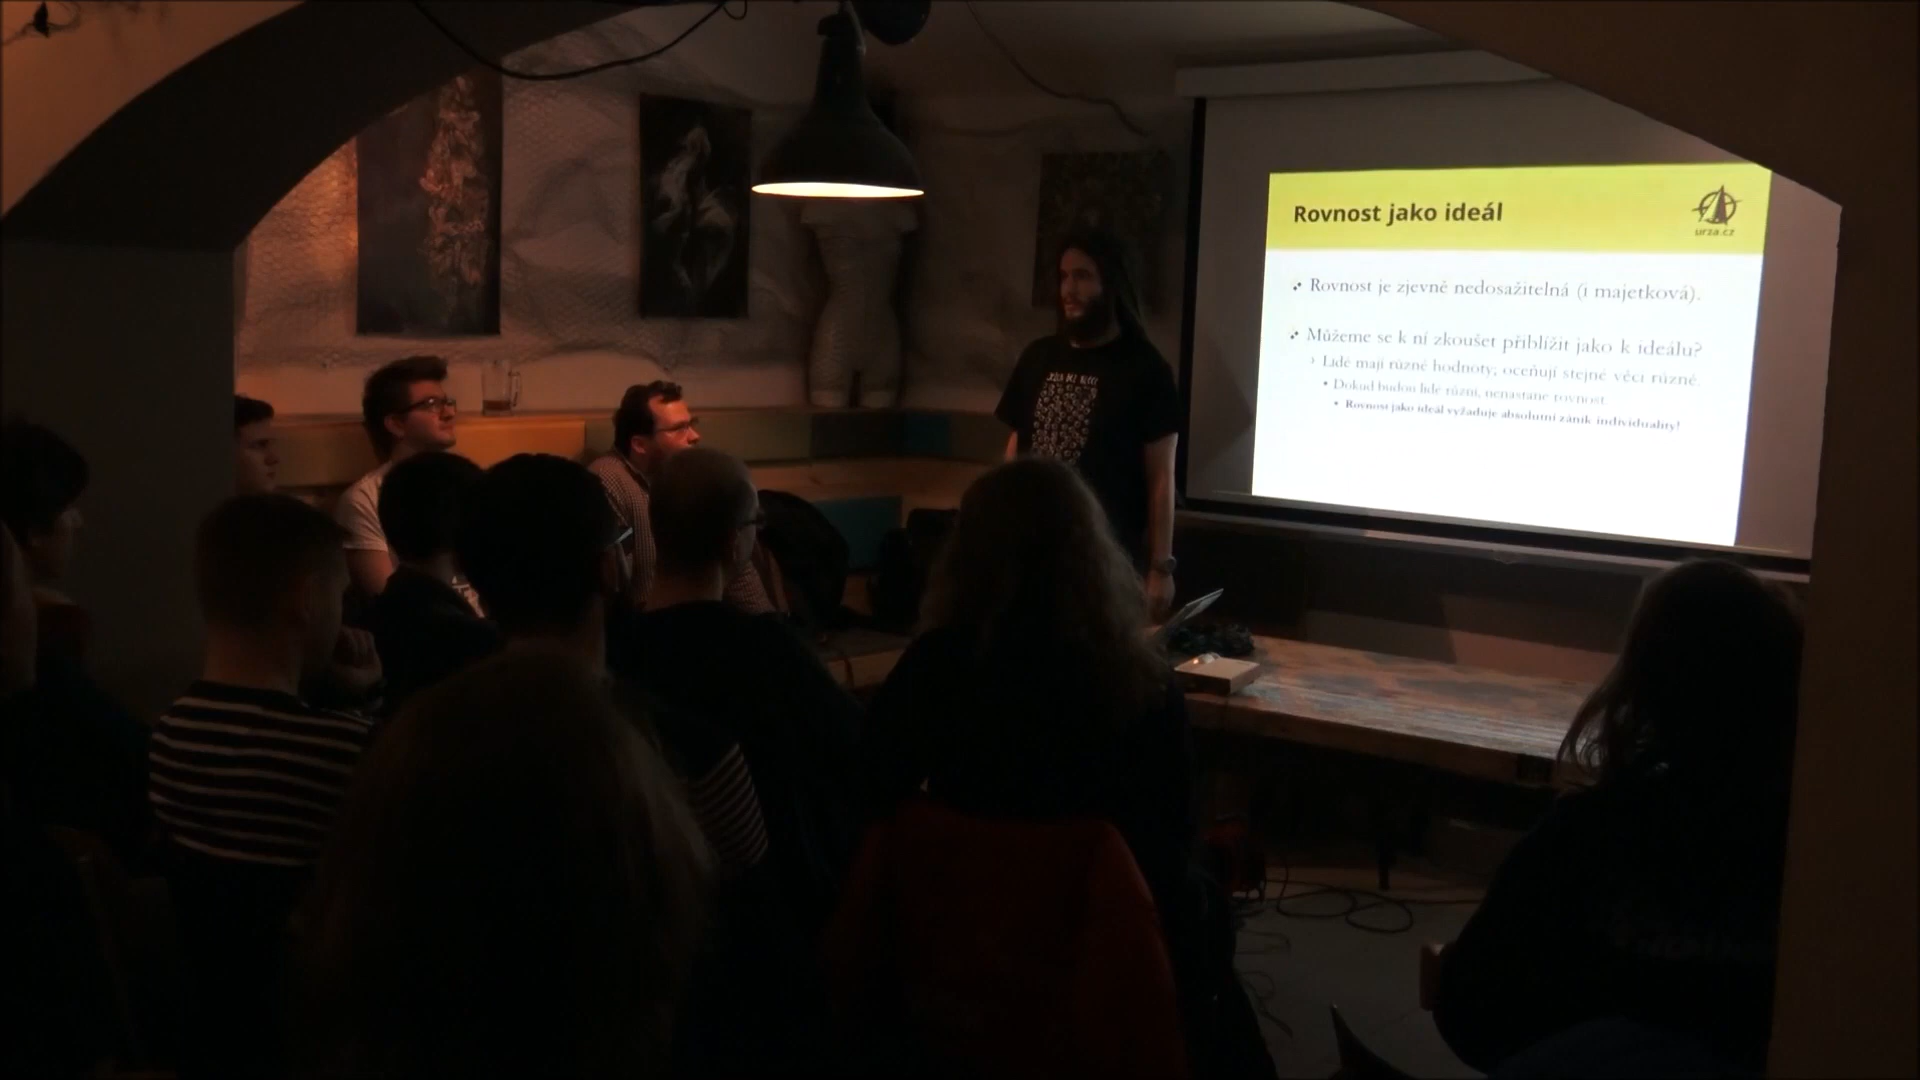 Rovnost jako ideál
urza.cz
Rovnost je zjevně nedosažitelná (i majetková).
Můžeme se k ní zkoušet přiblížit jako k ideálu?
Lidé mají různé hodnoty; oceňují stejné věci různě.
Dokud budou lidé různí, nenastane rovnost.
Rovnost jako ideál vyžaduje absolutní zánik individuality!